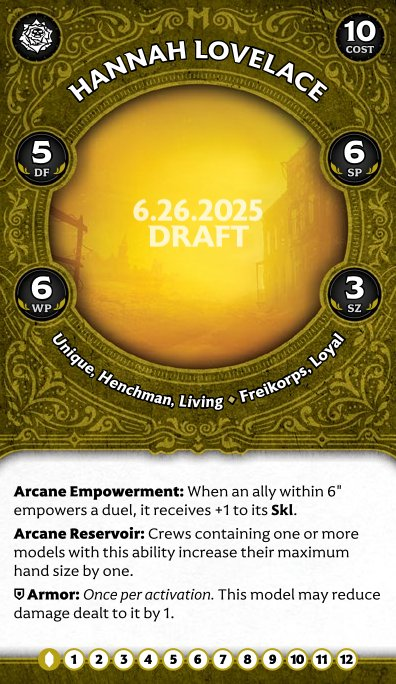 10
COST
HANNAH LOVELACE
5
DF
6
SP
6.26.2025
DRAFT
6
WP
3
SZ
Unique, Henchman, Living ⬥ Freikorps, Loyal
Arcane Empowerment: When an ally within 6"
empowers a duel, it receives +1 to its Skl.
Arcane Reservoir: Crews containing one or more
models with this ability increase their maximum
hand size by one.
Armor: Once per activation. This model may reduce
damage dealt to it by 1.
1 2 3 4 5 6 7 8 9 10 11 12